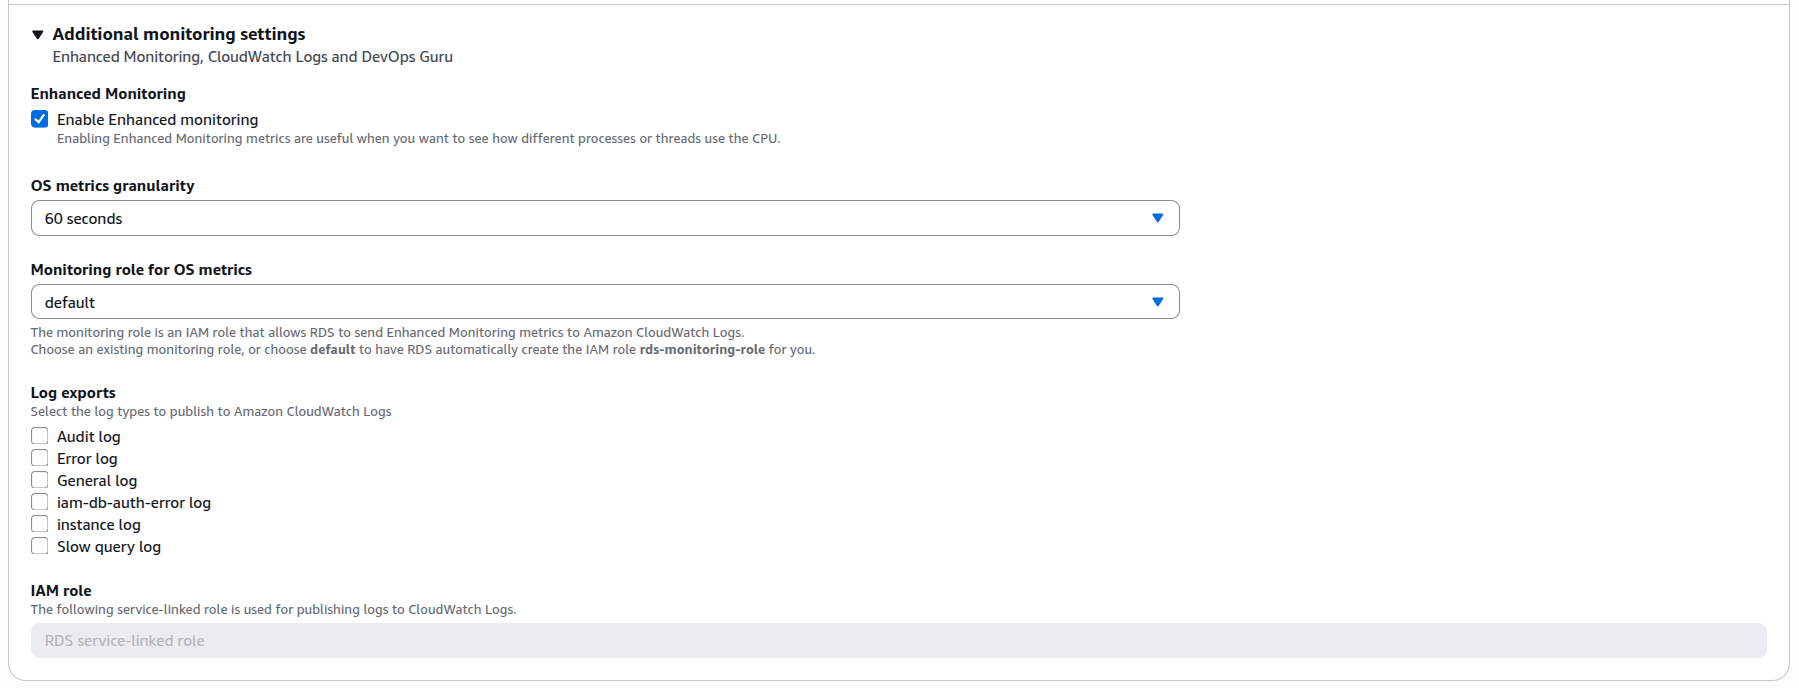 Additional monitoring settings
Enhanced Monitoring, CloudWatch Logs and DevOps Guru
Enhanced Monitoring
Enable Enhanced monitoring
Enabling Enhanced Monitoring metrics are useful when you want to see how different processes or threads use the CPU.
OS metrics granularity
60 seconds
Monitoring role for OS metrics
default
The monitoring role is an IAM role that allows RDS to send Enhanced Monitoring metrics to Amazon CloudWatch Logs.
Choose an existing monitoring role, or choose default to have RDS automatically create the IAM role rds-monitoring-role for you.
Log exports
Select the log types to publish to Amazon CloudWatch Logs
Audit log
Error log
General log
iam-db-auth-error log
instance log
Slow query log
IAM role
The following service-linked role is used for publishing logs to CloudWatch Logs.
RDS service-linked role